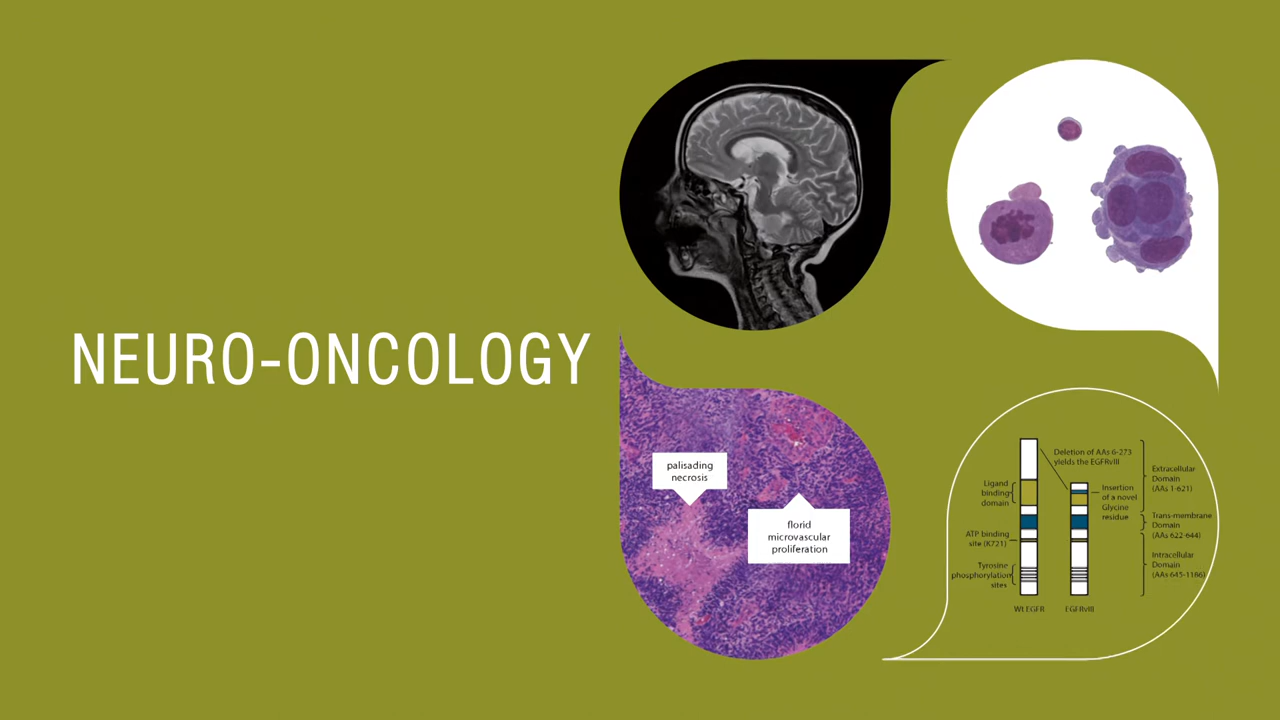 NEURO-ONCOLOGY
palisading
necrosis
florid
microvascular
proliferation
Deletion of AAs 6-273
yields the EGFRvIII
Ligand
binding
domain
Insertion
of a novel
Glycine
residue
Extracellular
Domain
(AAs 1-621)
Trans-membrane
Domain
(AAs 622-644)
ATP binding
site (K721)
Intracellular
Domain
(AAs 645-1186)
Tyrosine
phosphorylation
sites
Wt EGFR
EGFRvIII